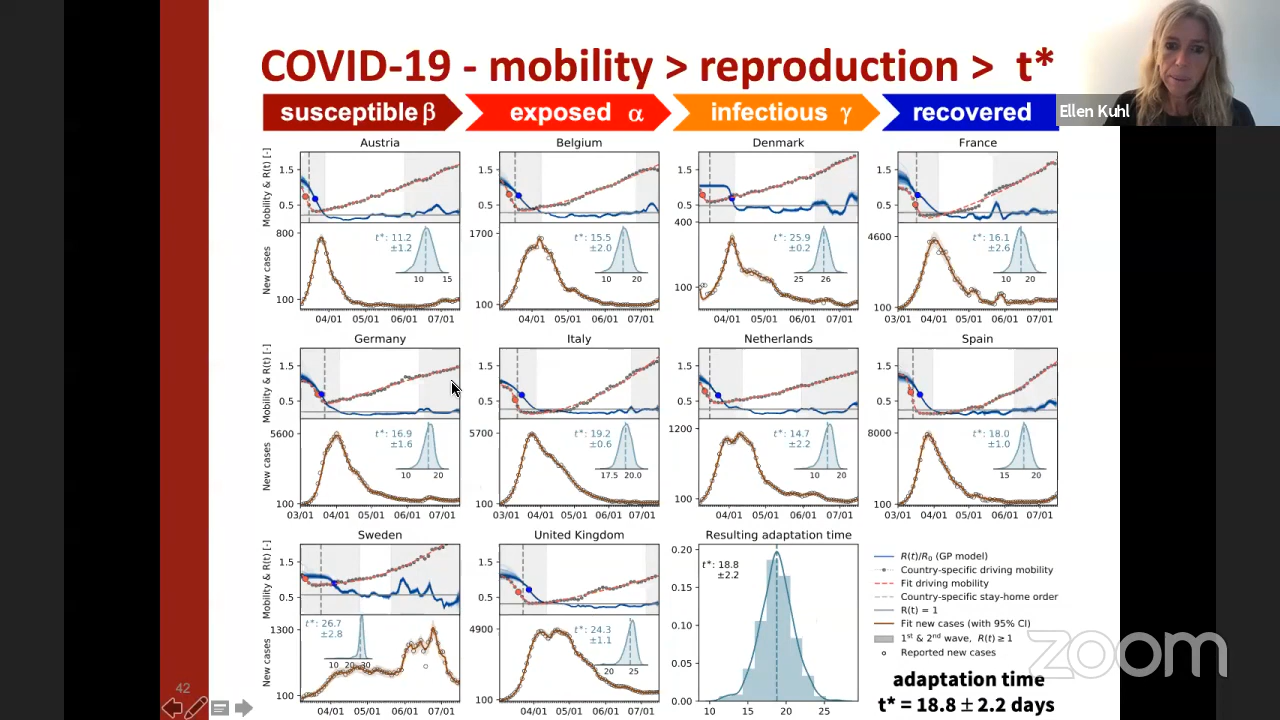 COVID-19 - mobility > reproduction > t*
Ellen Kuhl
susceptible β exposed α infectious γ recovered
Austria Belgium Denmark France
Mobility & R(t) [-]
1.5 1.5 1.5 1.5
0.5 0.5 0.5 0.5
400
New cases
800 1700 4600
t*: 11.2 t*: 15.5 t*: 25.9 t*: 16.1
±1.2 ±2.0 ±0.2 ±2.6
10 15 10 20 25 26 10 20
100 100 100 100
04/01 05/01 06/01 07/01 04/01 05/01 06/01 07/01 04/01 05/01 06/01 07/01 03/01 04/01 05/01 06/01 07/01
Germany Italy Netherlands Spain
Mobility & R(t) [-]
1.5 1.5 1.5 1.5
0.5 0.5 0.5 0.5
New cases
5600 5700 1200 8000
t*: 16.9 t*: 19.2 t*: 14.7 t*: 18.0
±1.6 ±0.6 ±2.2 ±1.0
10 20 17.5 20.0 10 20 15 20
100 100 100 100
03/01 04/01 05/01 06/01 07/01 03/01 04/01 05/01 06/01 07/01 04/01 05/01 06/01 07/01 03/01 04/01 05/01 06/01 07/01
Sweden United Kingdom Resulting adaptation time
Mobility & R(t) [-]
1.5 1.5
0.5 0.5
New cases
1300 4900
t*: 26.7 t*: 24.3
±2.8 ±1.1
10 20 30 20 25
100 100
04/01 05/01 06/01 07/01 04/01 05/01 06/01 07/01
0.20
t*: 18.8
±2.2
0.15
0.10
0.05
0.00
10 15 20 25
R(t)/R0 (GP model)
Country-specific driving mobility
Fit driving mobility
Country-specific stay-home order
R(t) = 1
Fit new cases (with 95% CI)
1st & 2nd wave, R(t) ≥ 1
Reported new cases
zoom
adaptation time
t* = 18.8 ± 2.2 days
42